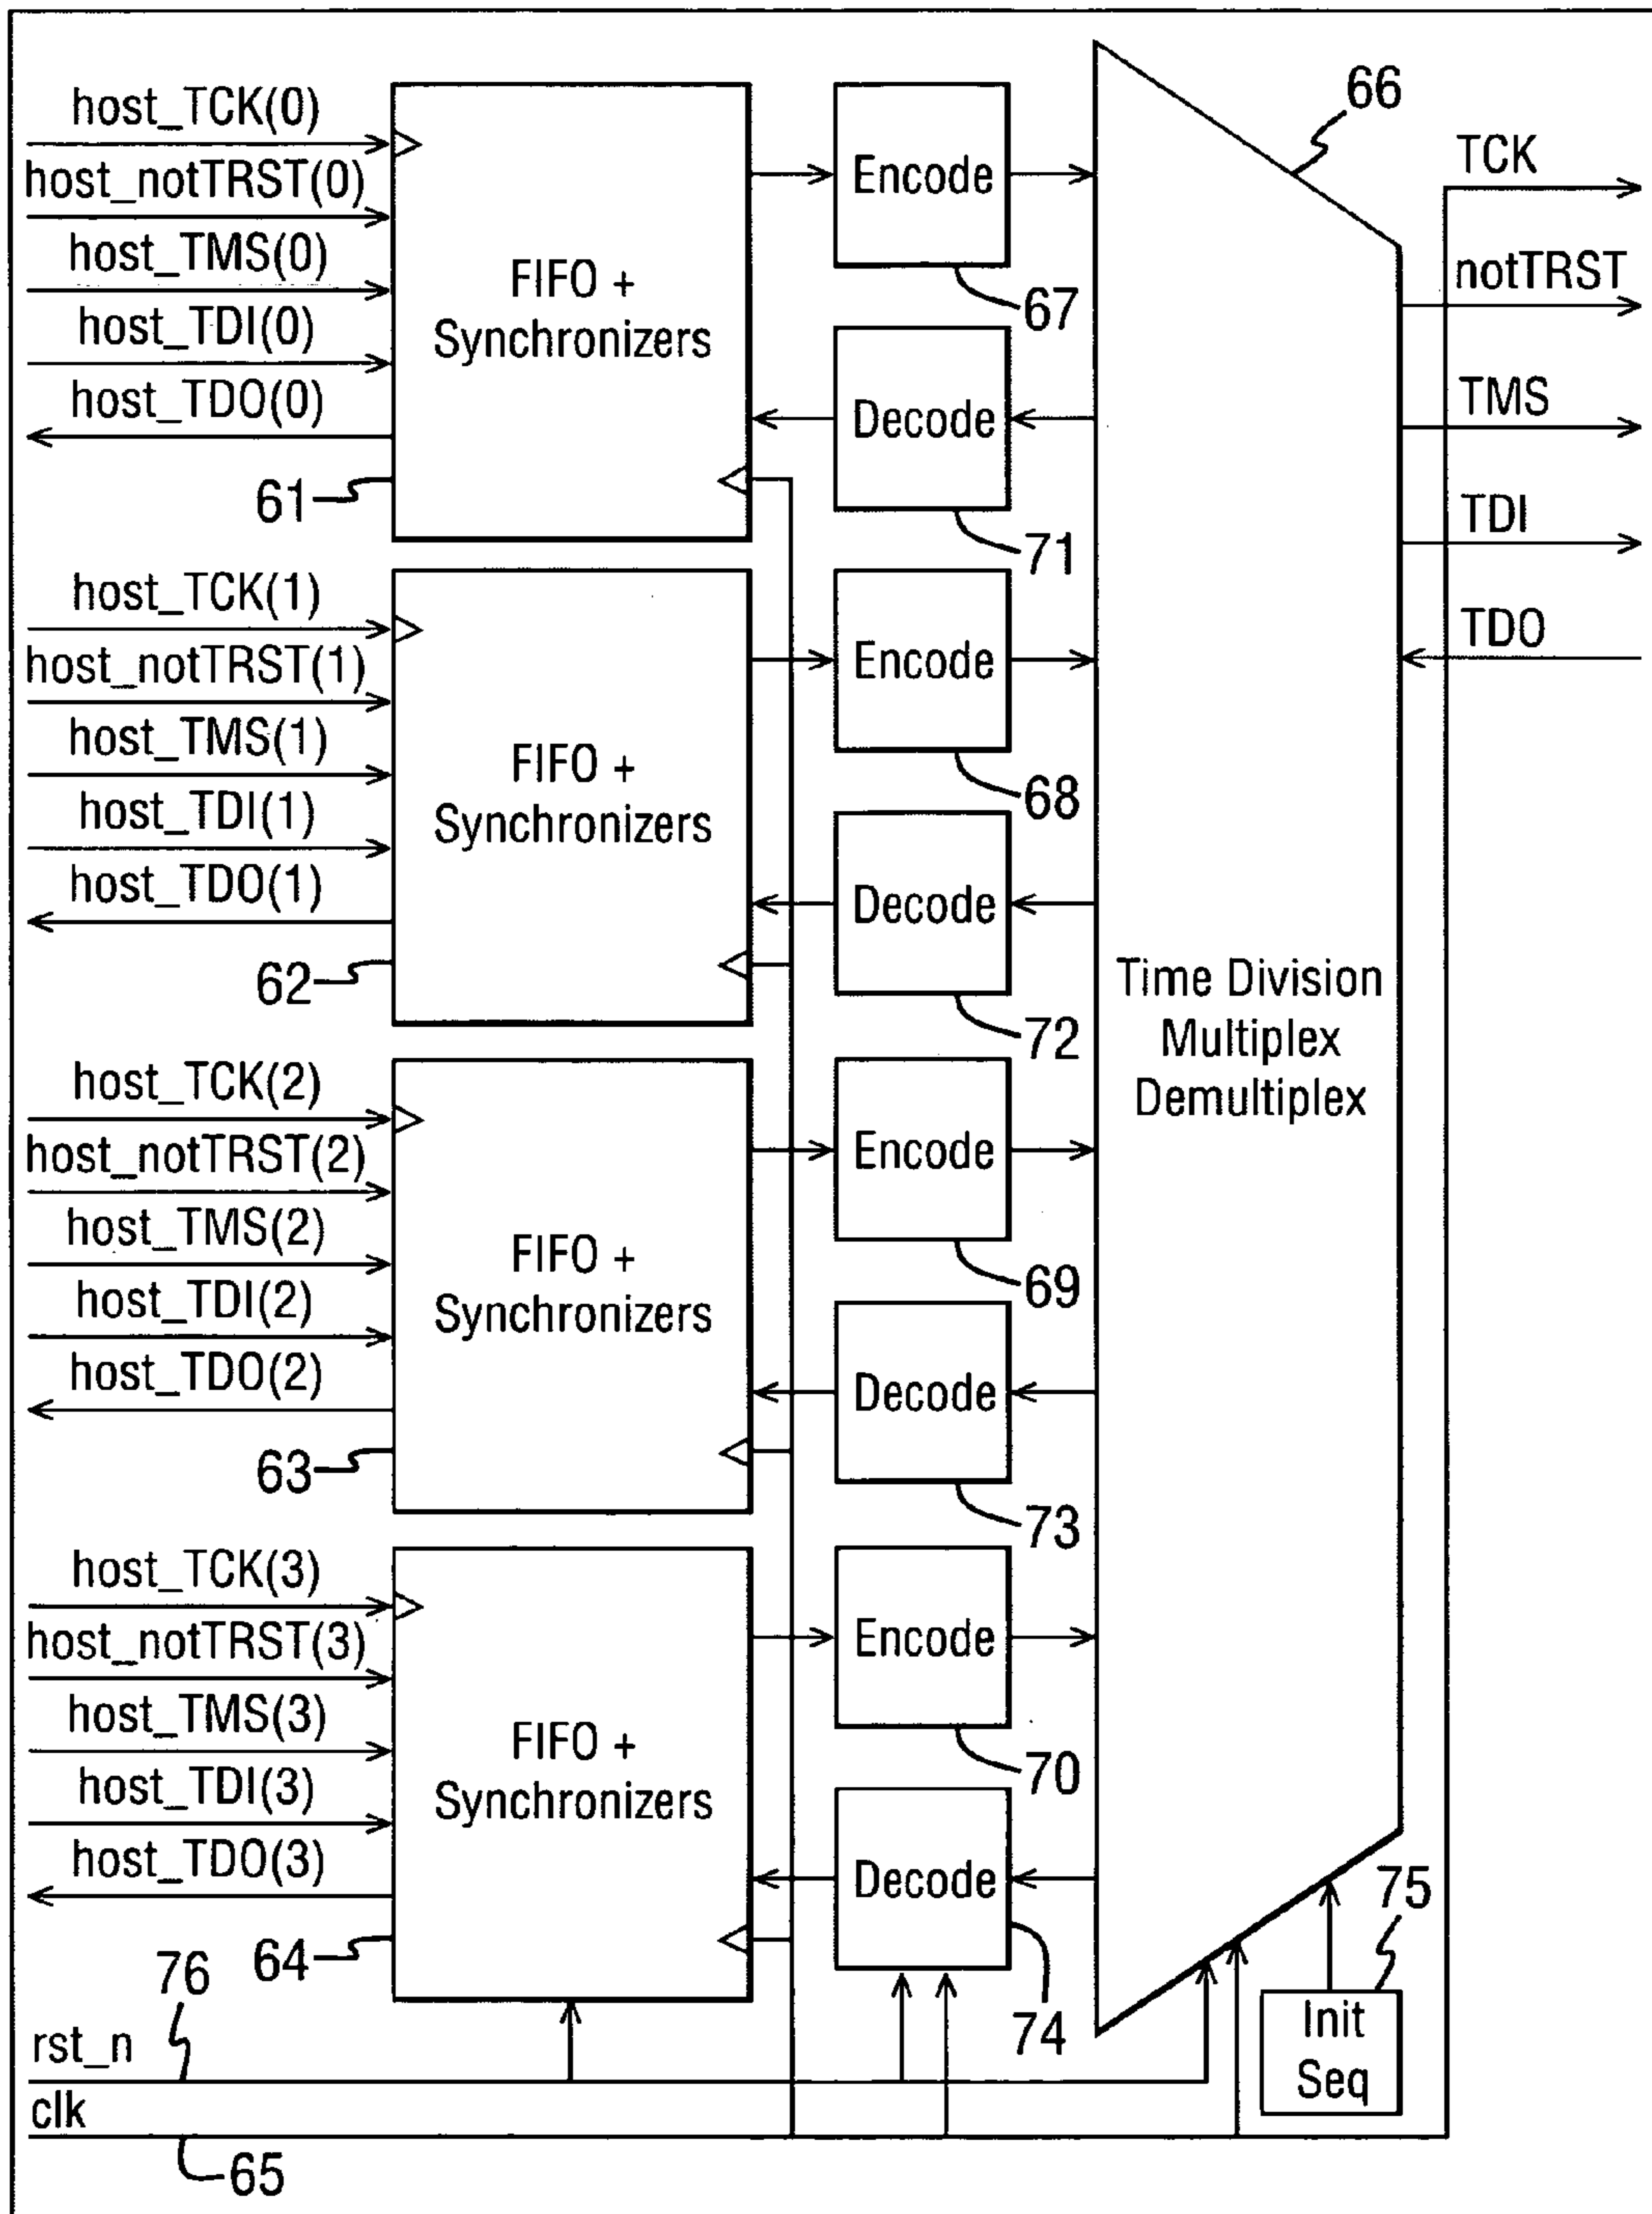 host_TCK(0)
host_notTRST(0)
host_TMS(0)
host_TDI(0)
host_TDO(0)
61
FIFO +
Synchronizers
Encode
67
Decode
71
host_TCK(1)
host_notTRST(1)
host_TMS(1)
host_TDI(1)
host_TDO(1)
62
FIFO +
Synchronizers
Encode
68
Decode
72
host_TCK(2)
host_notTRST(2)
host_TMS(2)
host_TDI(2)
host_TDO(2)
63
FIFO +
Synchronizers
Encode
69
Decode
73
host_TCK(3)
host_notTRST(3)
host_TMS(3)
host_TDI(3)
host_TDO(3)
64
FIFO +
Synchronizers
Encode
70
Decode
74
66
Time Division
Multiplex
Demultiplex
TCK
notTRST
TMS
TDI
TDO
75
Init
Seq
76
rst_n
clk
65